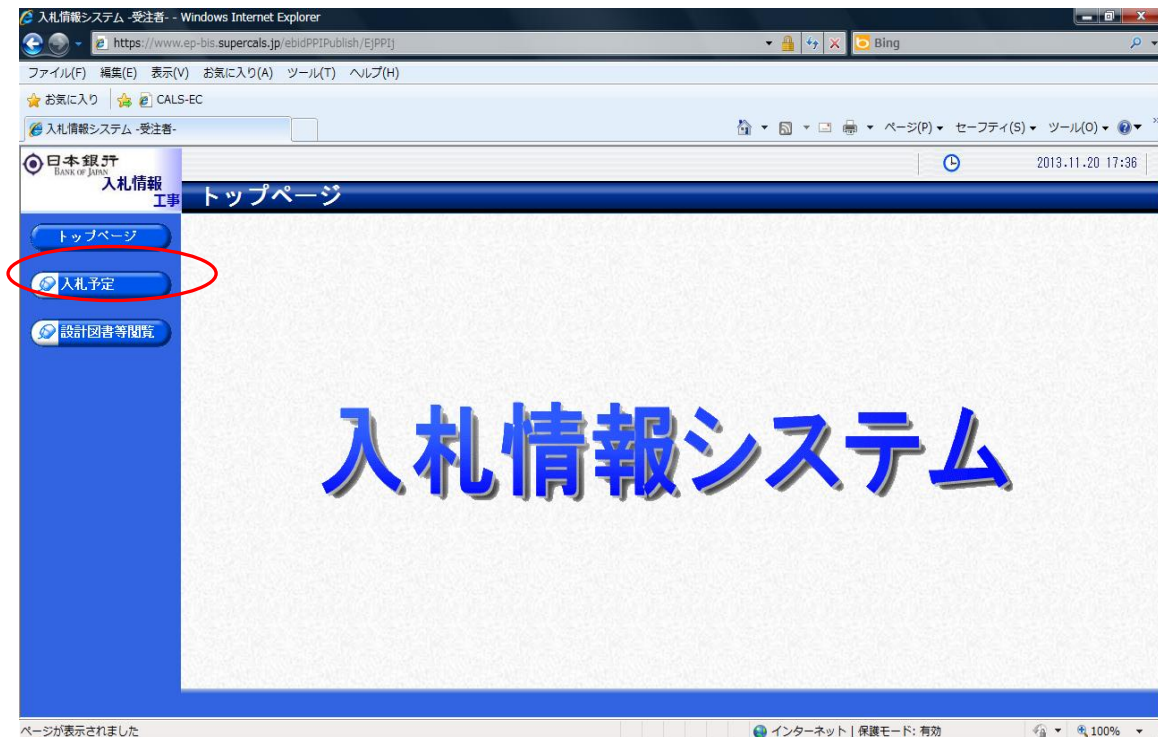 入札情報システム -受注者- - Windows Internet Explorer
https://www.ep-bis.supercals.jp/ebidPPIPublish/EjPPIj
Bing
ファイル(F) 編集(E) 表示(V) お気に入り(A) ツール(T) ヘルプ(H)
お気に入り CALS-EC
入札情報システム -受注者-
ページ(P) セーフティ(S) ツール(O)
日本銀行
BANK OF JAPAN
入札情報
工事
2013.11.20 17:36
トップページ
トップページ
入札予定
設計図書等閲覧
入札情報システム
ページが表示されました
インターネット | 保護モード: 有効
100%